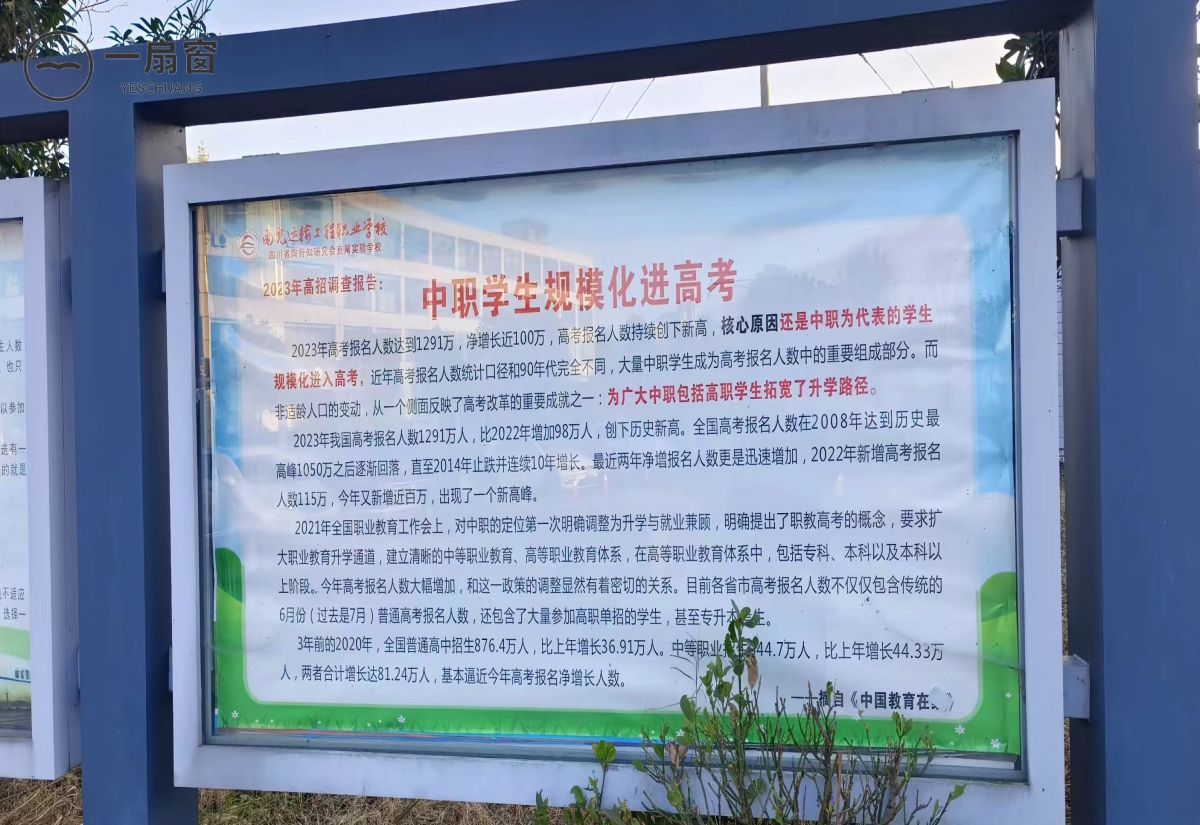 一扇窗
YESCHUANG
南充运输工程职业学校
四川省陶行知研究会直属实验学校
2023年高招调查报告：
中职学生规模化进高考
2023年高考报名人数达到1291万，净增长近100万，高考报名人数持续创下新高，核心原因还是中职为代表的学生
规模化进入高考，近年高考报名人数统计口径和90年代完全不同，大量中职学生成为高考报名人数中的重要组成部分。而
非适龄人口的变动，从一个侧面反映了高考改革的重要成就之一：为广大中职包括高职学生拓宽了升学路径。
2023年我国高考报名人数1291万人，比2022年增加98万人，创下历史新高。全国高考报名人数在2008年达到历史最
高峰1050万之后逐渐回落，直至2014年止跌并连续10年增长。最近两年净增报名人数更是迅速增加，2022年新增高考报名
人数115万，今年又新增近百万，出现了一个新高峰。
2021年全国职业教育工作会上，对中职的定位第一次明确调整为升学与就业兼顾，明确提出了职教高考的概念，要求扩
大职业教育升学通道，建立清晰的中等职业教育、高等职业教育体系，在高等职业教育体系中，包括专科、本科以及本科以
上阶段。今年高考报名人数大幅增加，和这一政策的调整显然有着密切的关系。目前各省市高考报名人数不仅仅包含传统的
6月份（过去是7月）普通高考报名人数，还包含了大量参加高职单招的学生，甚至专升本学生。
3年前的2020年，全国普通高中招生876.4万人，比上年增长36.91万人。中等职业 44.7万人，比上年增长44.33万
人，两者合计增长达81.24万人，基本逼近今年高考报名净增长人数。
——摘自《中国教育在
主人数
，也只
以参加
送有一
的就是
不适应
选择一